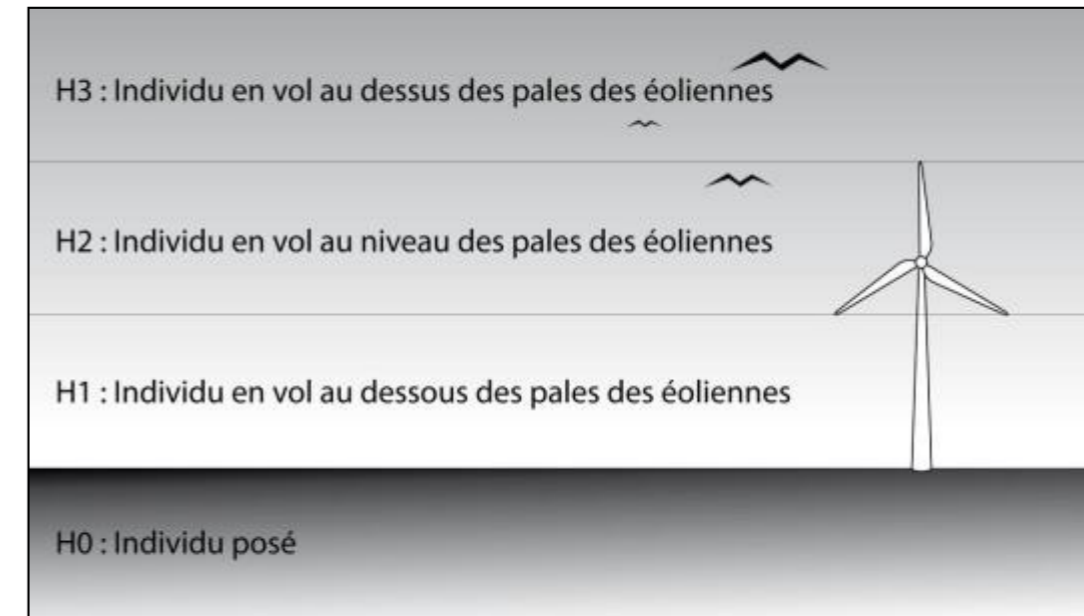 H3 : Individu en vol au dessus des pales des éoliennes
H2 : Individu en vol au niveau des pales des éoliennes
H1 : Individu en vol au dessous des pales des éoliennes
H0 : Individu posé